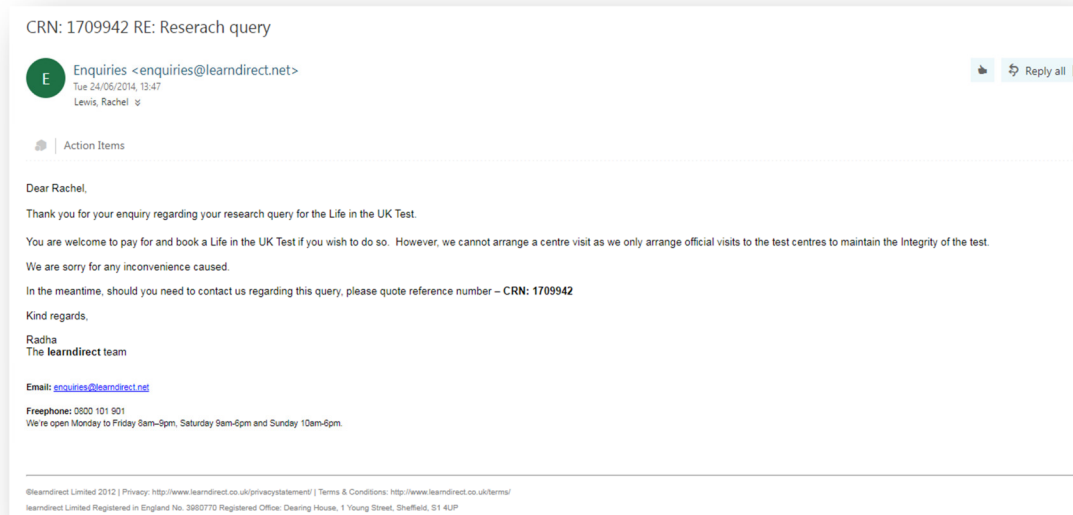 CRN: 1709942 RE: Reserach query
E
Enquiries <enquiries@learndirect.net>
Tue 24/06/2014, 13:47
Lewis, Rachel
Reply all
Action Items
Dear Rachel,
Thank you for your enquiry regarding your research query for the Life in the UK Test.
You are welcome to pay for and book a Life in the UK Test if you wish to do so.  However, we cannot arrange a centre visit as we only arrange official visits to the test centres to maintain the Integrity of the test.
We are sorry for any inconvenience caused.
In the meantime, should you need to contact us regarding this query, please quote reference number – CRN: 1709942
Kind regards,
Radha
The learndirect team
Email: enquiries@learndirect.net
Freephone: 0800 101 901
We're open Monday to Friday 8am–9pm, Saturday 9am-6pm and Sunday 10am-6pm.
©learndirect Limited 2012 | Privacy: http://www.learndirect.co.uk/privacystatement/ | Terms & Conditions: http://www.learndirect.co.uk/terms/
learndirect Limited Registered in England No. 3980770 Registered Office: Dearing House, 1 Young Street, Sheffield, S1 4UP